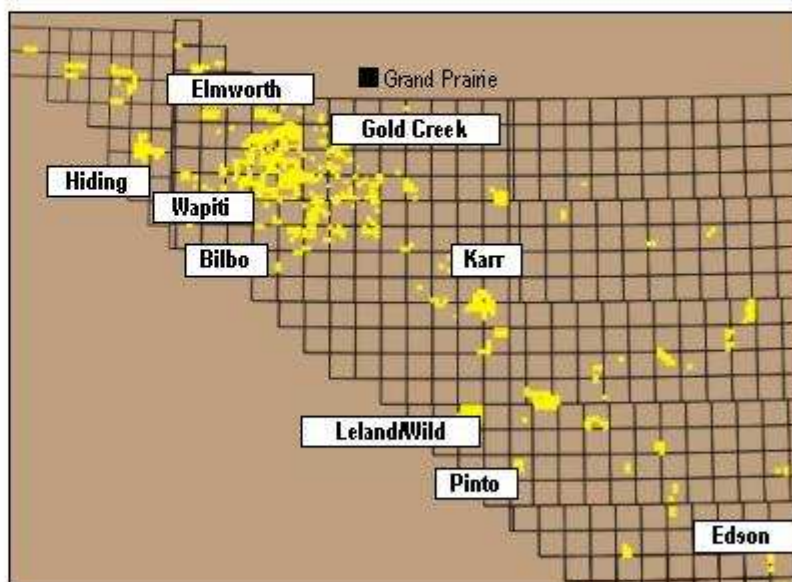 Elmworth
Grand Prairie
Gold Creek
Hiding
Wapiti
Bilbo
Karr
Leland/Wild
Pinto
Edson